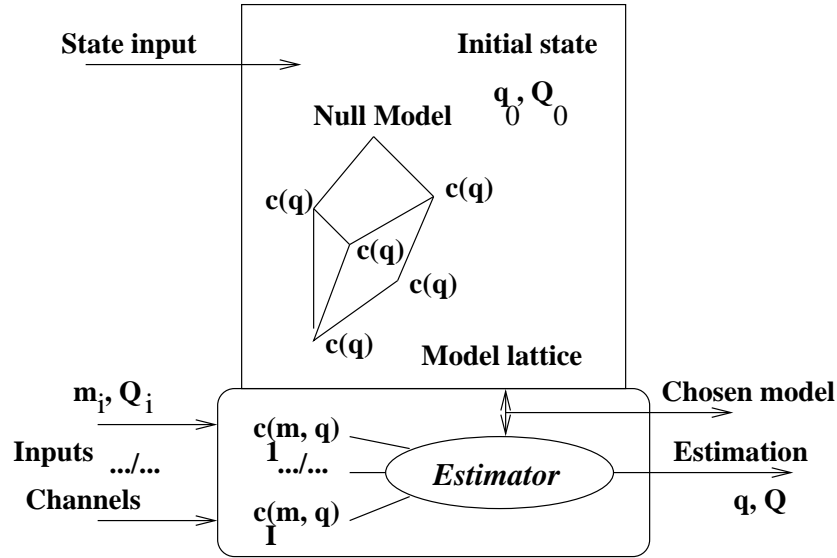 State input
Initial state
q₀, Q₀
Null Model
c(q)
c(q)
c(q)
c(q)
c(q)
Model lattice
mᵢ, Qᵢ
Chosen model
c(m, q)
1
Inputs .../...
.../...
Estimator
Estimation
Channels
c(m, q)
I
q, Q